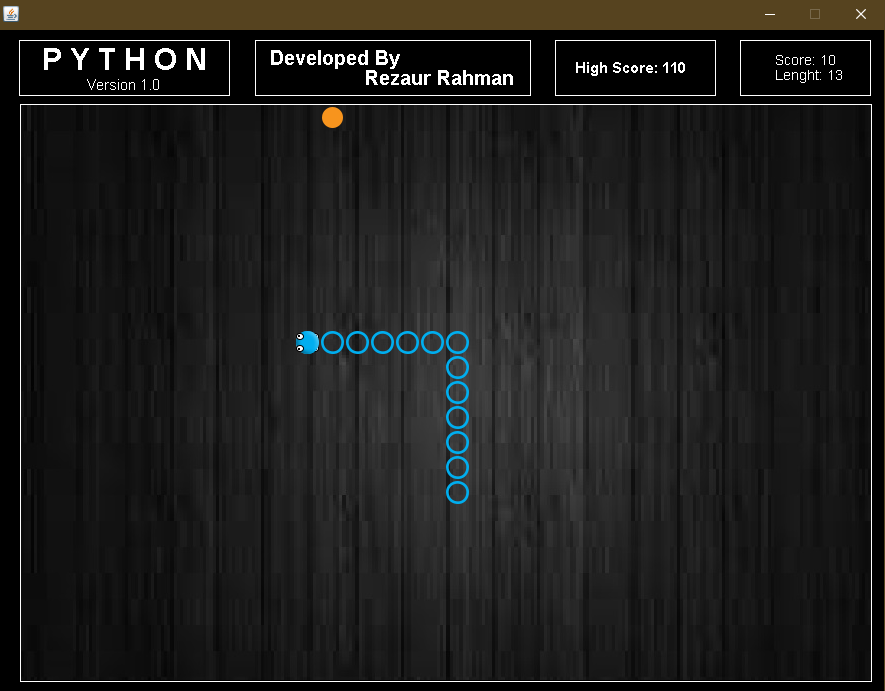 P Y T H O N
Version 1.0
Developed By
Rezaur Rahman
High Score: 110
Score: 10
Lenght: 13